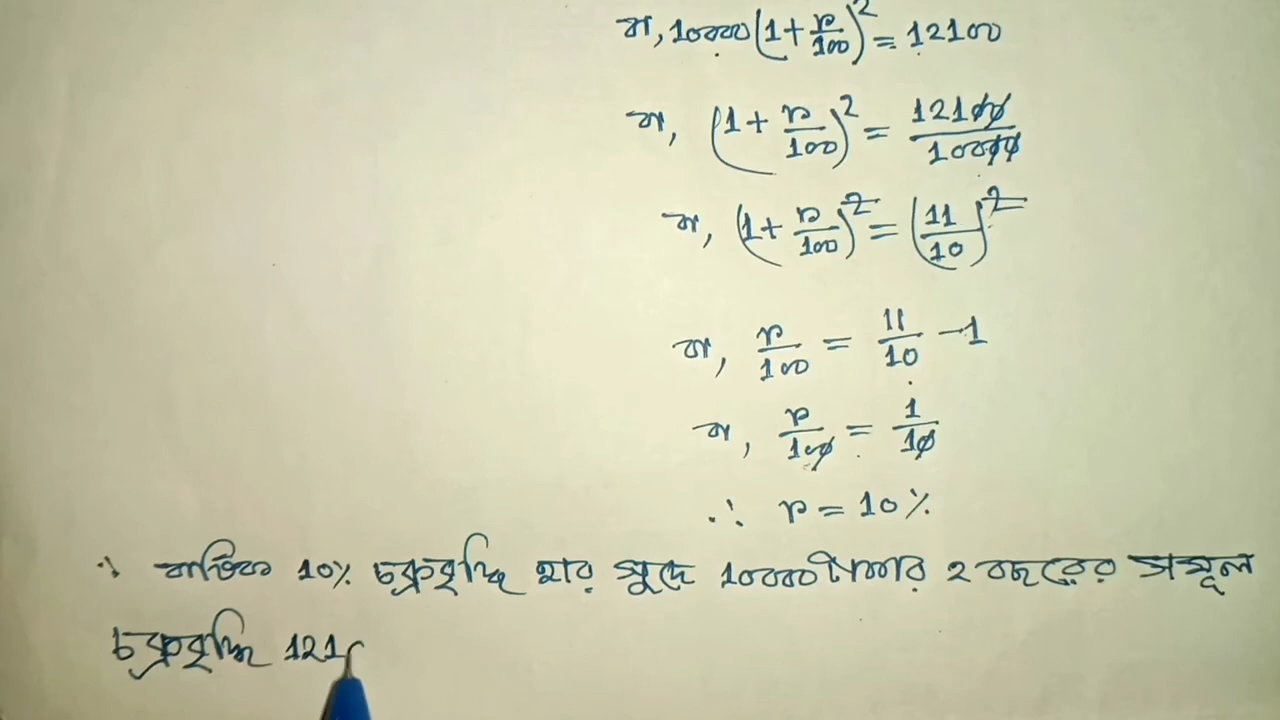 বা, 10000(1+r/100)² = 12100
বা, (1+r/100)² = 12100/10000
বা, (1+r/100)² = (11/10)²
বা, r/100 = 11/10 -1
বা, r/100 = 1/10
∴ r = 10%
∴ বার্ষিক 10% চক্রবৃদ্ধি হার সুদে 10000 টাকার ২ বছরের সমূল
চক্রবৃদ্ধি 121